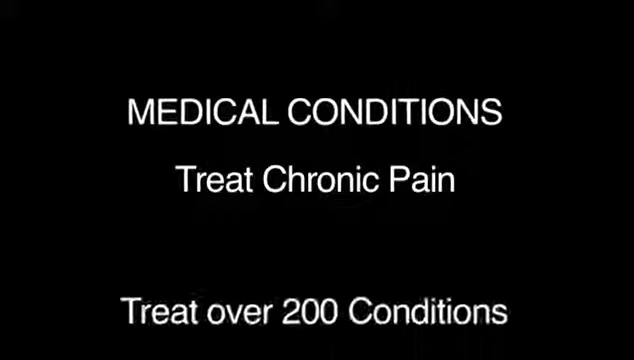 MEDICAL CONDITIONS
Treat Chronic Pain
Treat over 200 Conditions